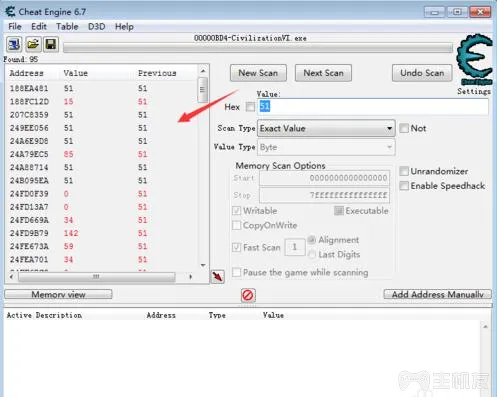 Cheat Engine 6.7
File Edit Table D3D Help
00000BD4-CivilizationVI.exe
Found: 95
Address Value Previous
188EA481 51 51
188FC12D 15 51
207C8359 51 51
249EE056 51 51
24A6E9D8 51 51
24A79EC5 85 51
24A88714 51 51
24B095EA 51 51
24FD0F39 0 51
24FD13A7 0 51
24FD669A 34 51
24FD9B79 142 51
24FE673A 59 51
24FEA701 34 51
New Scan Next Scan Undo Scan
Cheat Engine
Settings
Value:
Hex 51
Scan Type Exact Value Not
Value Type Byte
Memory Scan Options
Start 0000000000000000
Stop 7fffffffffffffff
Writable Executable
CopyOnWrite
Fast Scan 1 Alignment
Last Digits
Pause the game while scanning
Unrandomizer
Enable Speedhack
Memory view
Add Address Manually
Active Description Address Type Value
主机友